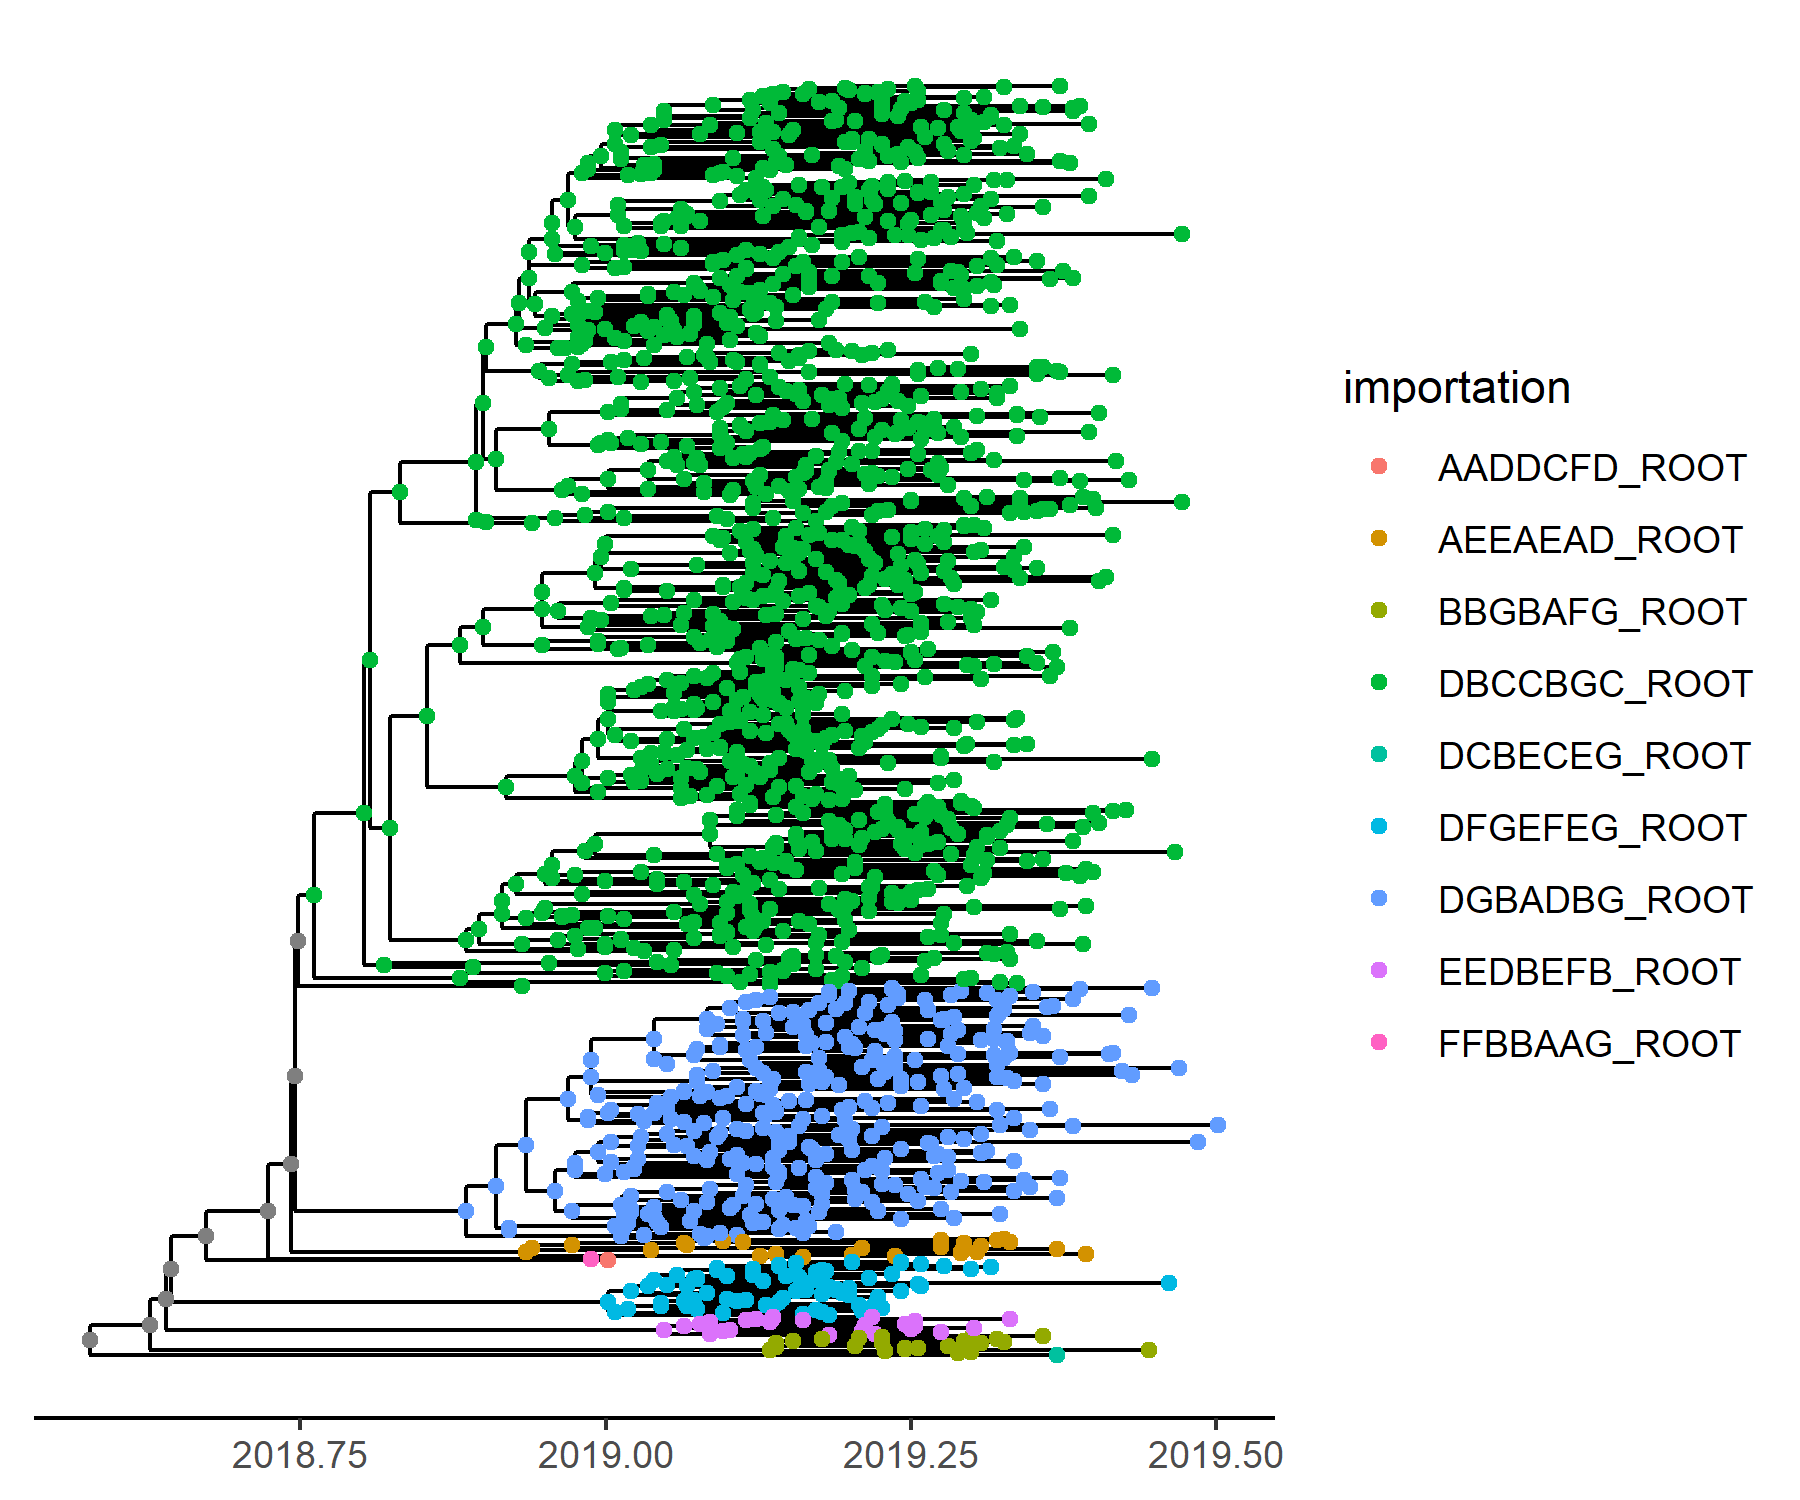 importation
AADDCFD_ROOT
AEEAEAD_ROOT
BBGBAFG_ROOT
DBCCBGC_ROOT
DCBECEG_ROOT
DFGEFEG_ROOT
DGBADBG_ROOT
EEDBEFB_ROOT
FFBBAAG_ROOT
2018.75 2019.00 2019.25 2019.50